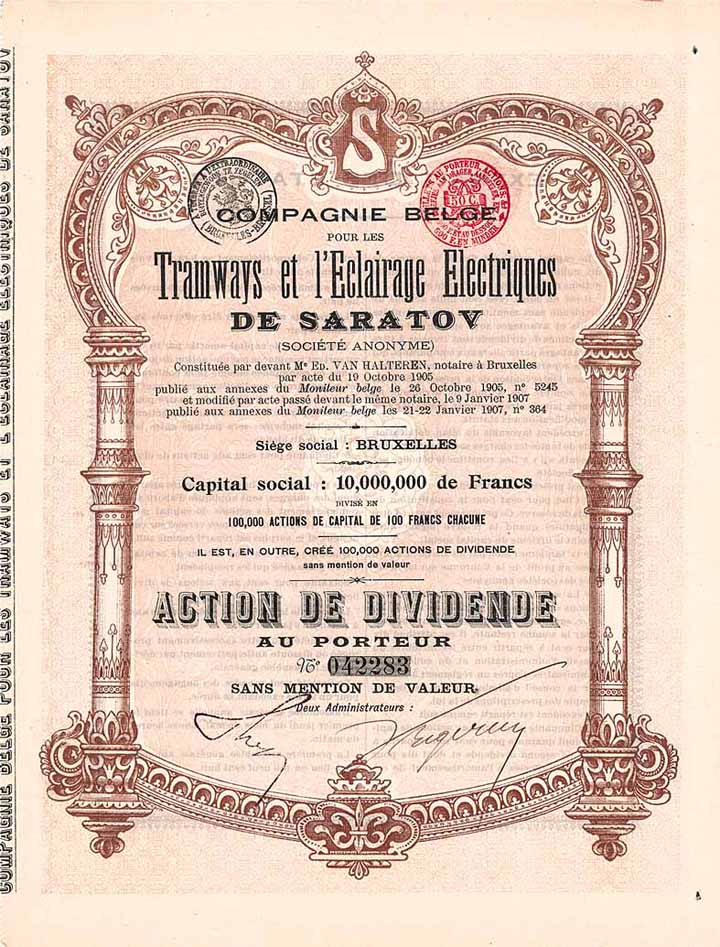 S
COMPAGNIE BELGE
POUR LES
Tramways et l'Eclairage Electriques
DE SARATOV
(SOCIÉTÉ ANONYME)
Constituée par devant Me ED. VAN HALTEREN, notaire à Bruxelles
par acte du 19 Octobre 1905
publié aux annexes du Moniteur belge le 26 Octobre 1905, no 5245
et modifié par acte passé devant le même notaire, le 9 Janvier 1907
publié aux annexes du Moniteur belge les 21-22 Janvier 1907, no 364
Siège social : BRUXELLES
Capital social : 10,000,000 de Francs
DIVISÉ EN
100,000 ACTIONS DE CAPITAL DE 100 FRANCS CHACUNE
IL EST, EN OUTRE, CRÉÉ 100,000 ACTIONS DE DIVIDENDE
sans mention de valeur
ACTION DE DIVIDENDE
AU PORTEUR
No 042283
SANS MENTION DE VALEUR
Deux Administrateurs :
COMPAGNIE BELGE POUR LES TRAMWAYS ET L'ECLAIRAGE ELECTRIQUES DE SARATOV